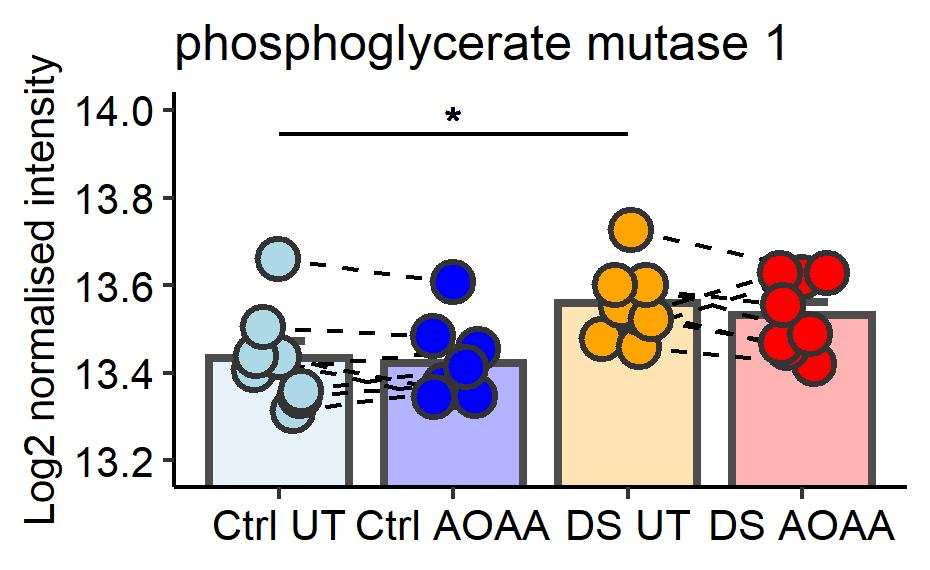 phosphoglycerate mutase 1
Log2 normalised intensity
14.0
13.8
13.6
13.4
13.2
*
Ctrl UT Ctrl AOAA DS UT DS AOAA